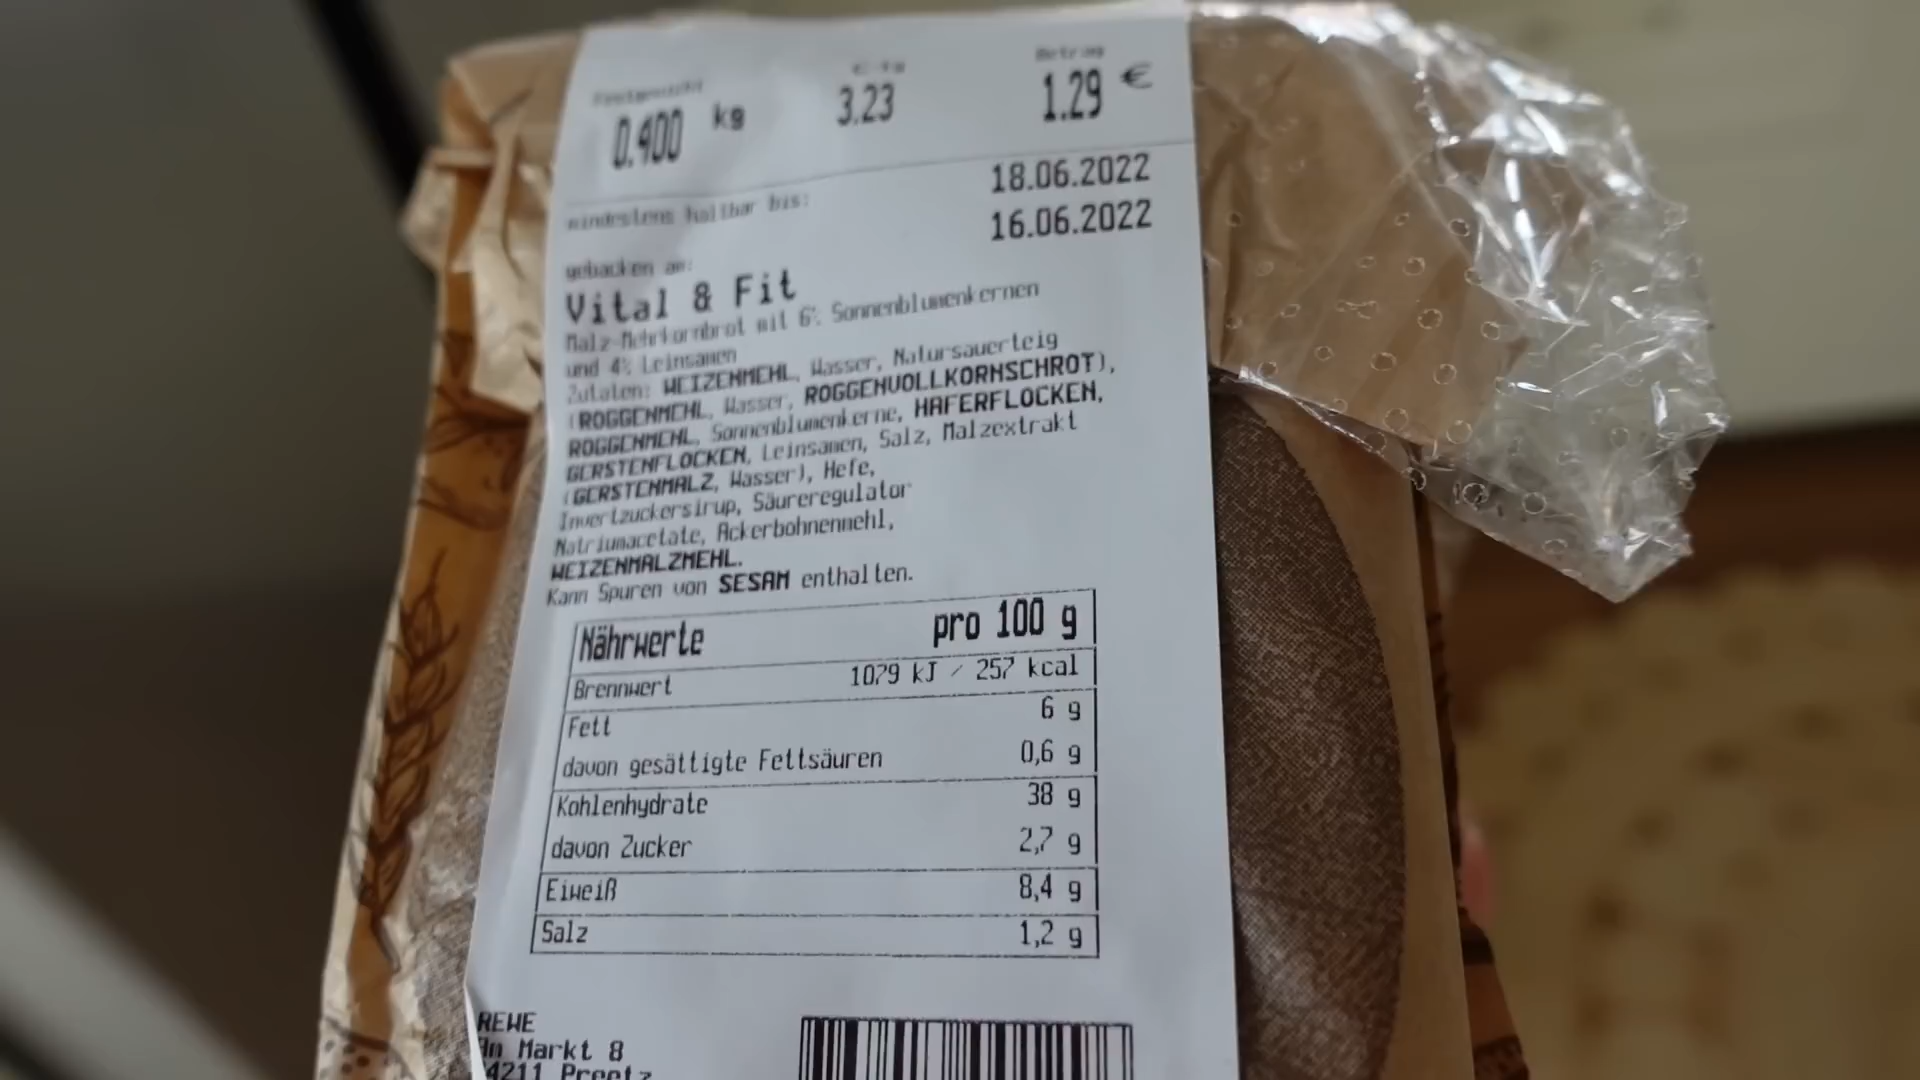 Festgewicht €/kg Betrag
0.400 kg 3.23 1.29 €
mindestens haltbar bis: 18.06.2022
gebacken am: 16.06.2022
Vital & Fit
Malz-Mehrkornbrot mit 6% Sonnenblumenkernen
und 4% Leinsamen
Zutaten: WEIZENMEHL, Wasser, Natursauerteig
(ROGGENMEHL, Wasser, ROGGENVOLLKORNSCHROT),
ROGGENMEHL, Sonnenblumenkerne, HAFERFLOCKEN,
GERSTENFLOCKEN, Leinsamen, Salz, Malzextrakt
(GERSTENMALZ, Wasser), Hefe,
Invertzuckersirup, Säureregulator
Natriumacetate, Ackerbohnenmehl,
WEIZENMALZMEHL.
Kann Spuren von SESAM enthalten.
Nährwerte pro 100 g
Brennwert 1079 kJ / 257 kcal
Fett 6 g
davon gesättigte Fettsäuren 0,6 g
Kohlenhydrate 38 g
davon Zucker 2,7 g
Eiweiß 8,4 g
Salz 1,2 g
REWE
Am Markt 8
4211 Preetz